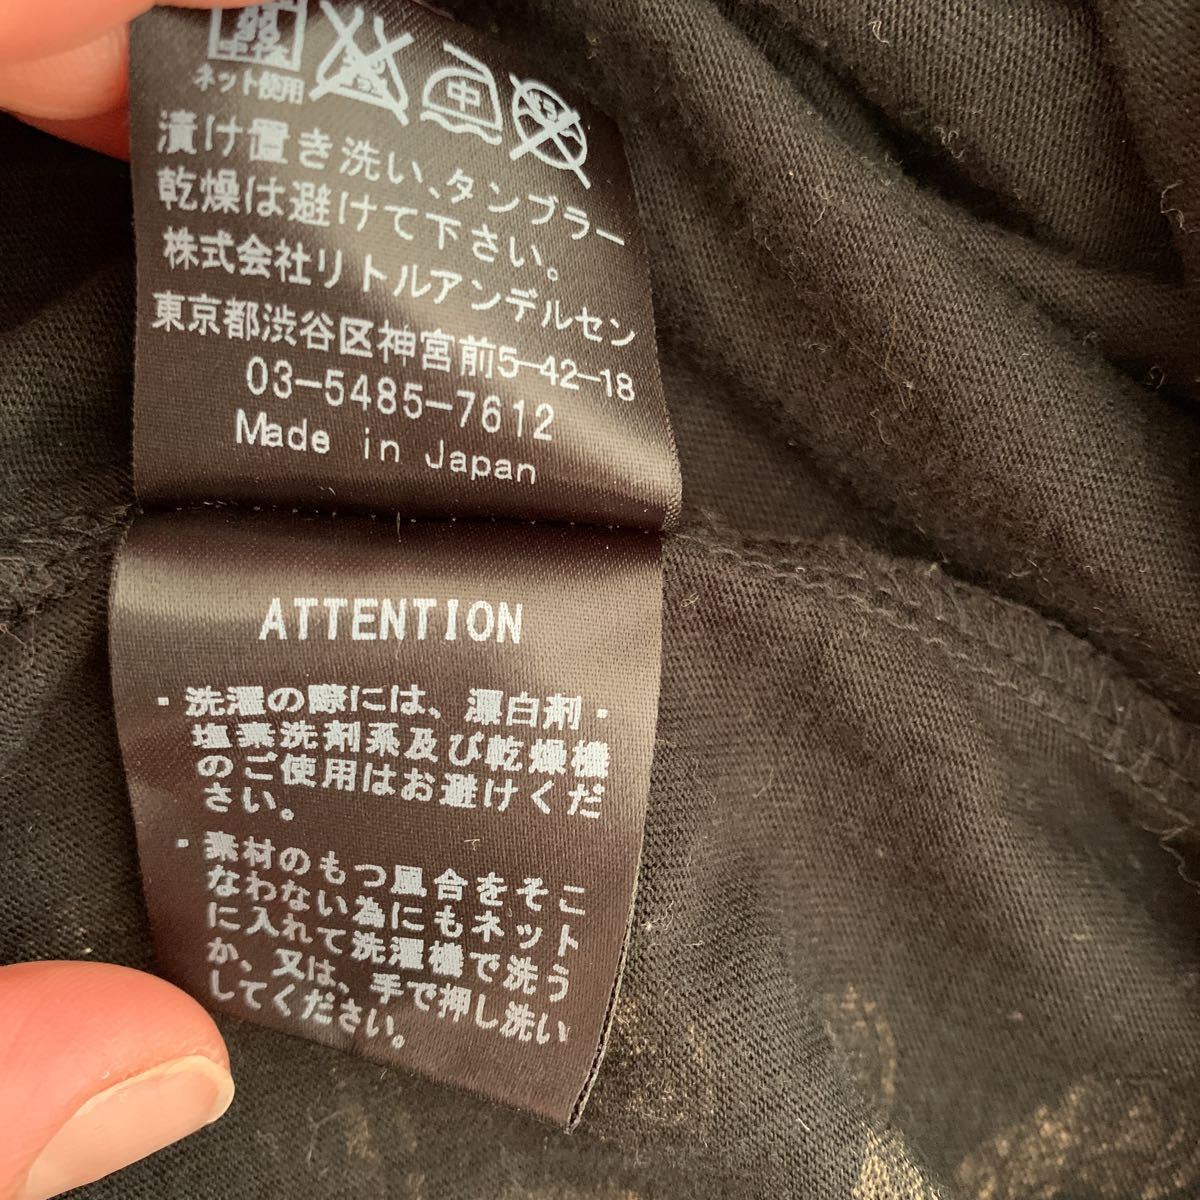 ネット使用
中
漬け置き洗い、タンブラー
乾燥は避けて下さい。
株式会社リトルアンデルセン
東京都渋谷区神宮前5-42-18
03-5485-7612
Made in Japan
ATTENTION
・洗濯の際には、漂白剤・
塩素洗剤系及び乾燥機
のご使用はお避けくだ
さい。
・素材のもつ風合をそこ
なわない為にもネット
に入れて洗濯機で洗う
か、又は、手で押し洗い
してください。